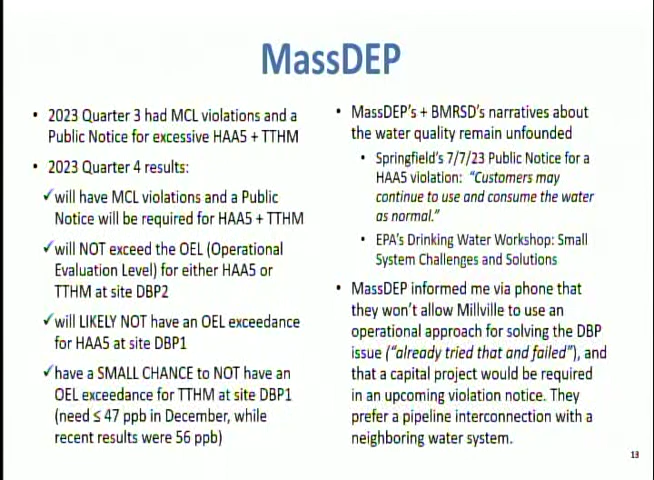 MassDEP
• 2023 Quarter 3 had MCL violations and a
Public Notice for excessive HAA5 + TTHM
• 2023 Quarter 4 results:
✓will have MCL violations and a Public
Notice will be required for HAA5 + TTHM
✓will NOT exceed the OEL (Operational
Evaluation Level) for either HAA5 or
TTHM at site DBP2
✓will LIKELY NOT have an OEL exceedance
for HAA5 at site DBP1
✓have a SMALL CHANCE to NOT have an
OEL exceedance for TTHM at site DBP1
(need ≤ 47 ppb in December, while
recent results were 56 ppb)
• MassDEP's + BMRSD's narratives about
the water quality remain unfounded
• Springfield's 7/7/23 Public Notice for a
HAA5 violation: "Customers may
continue to use and consume the water
as normal."
• EPA's Drinking Water Workshop: Small
System Challenges and Solutions
• MassDEP informed me via phone that
they won't allow Millville to use an
operational approach for solving the DBP
issue ("already tried that and failed"), and
that a capital project would be required
in an upcoming violation notice. They
prefer a pipeline interconnection with a
neighboring water system.
13